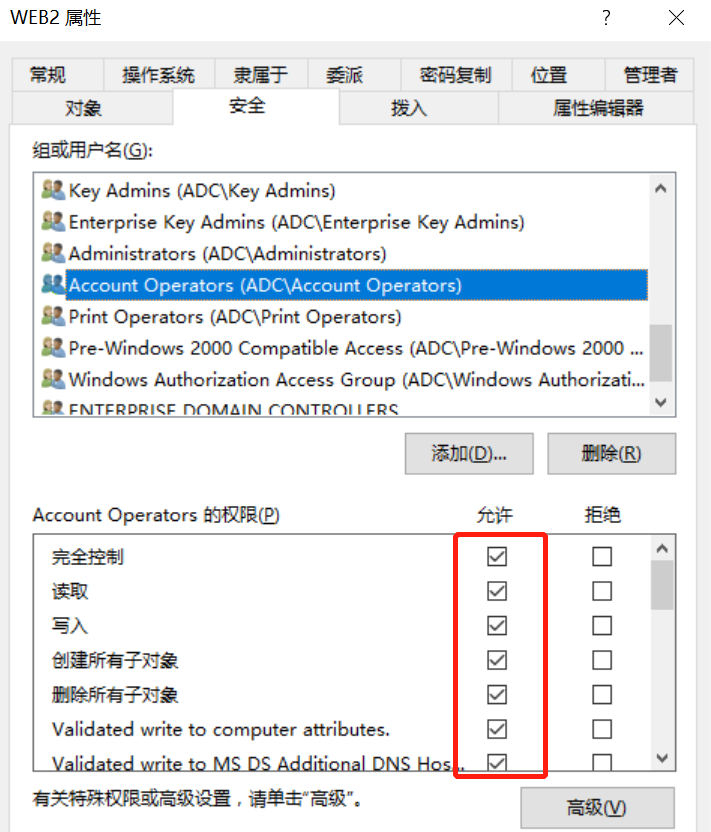 WEB2 属性 ?
常规 操作系统 隶属于 委派 密码复制 位置 管理者
对象 安全 拨入 属性编辑器
组或用户名(G):
Key Admins (ADC\Key Admins)
Enterprise Key Admins (ADC\Enterprise Key Admins)
Administrators (ADC\Administrators)
Account Operators (ADC\Account Operators)
Print Operators (ADC\Print Operators)
Pre-Windows 2000 Compatible Access (ADC\Pre-Windows 2000 ...
Windows Authorization Access Group (ADC\Windows Authorizati...
ENTERPRISE DOMAIN CONTROLLERS
添加(D)... 删除(R)
Account Operators 的权限(P) 允许 拒绝
完全控制
读取
写入
创建所有子对象
删除所有子对象
Validated write to computer attributes.
Validated write to MS DS Additional DNS Hos...
有关特殊权限或高级设置，请单击“高级”。
高级(V)